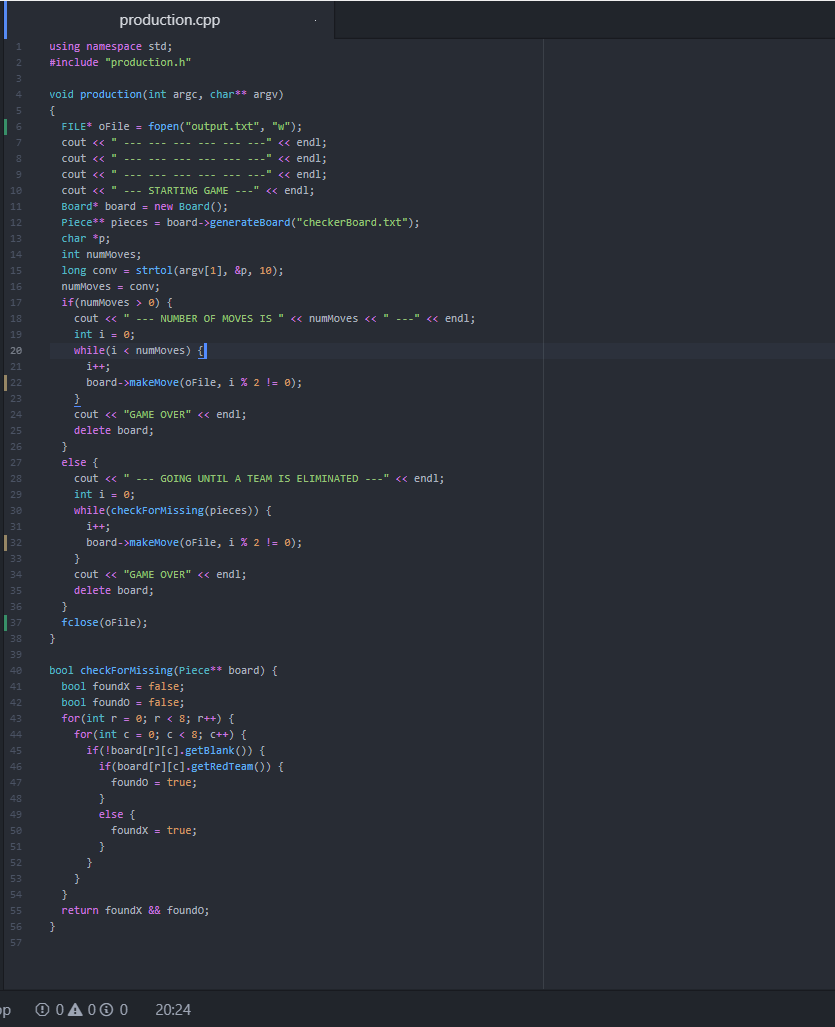 production.cpp
1 using namespace std;
2 #include "production.h"
3
4 void production(int argc, char** argv)
5 {
6   FILE* oFile = fopen("output.txt", "w");
7   cout << " --- --- --- --- --- ---" << endl;
8   cout << " --- --- --- --- --- ---" << endl;
9   cout << " --- --- --- --- --- ---" << endl;
10   cout << " --- STARTING GAME ---" << endl;
11   Board* board = new Board();
12   Piece** pieces = board->generateBoard("checkerBoard.txt");
13   char *p;
14   int numMoves;
15   long conv = strtol(argv[1], &p, 10);
16   numMoves = conv;
17   if(numMoves > 0) {
18     cout << " --- NUMBER OF MOVES IS " << numMoves << " ---" << endl;
19     int i = 0;
20     while(i < numMoves) {
21       i++;
22       board->makeMove(oFile, i % 2 != 0);
23     }
24     cout << "GAME OVER" << endl;
25     delete board;
26   }
27   else {
28     cout << " --- GOING UNTIL A TEAM IS ELIMINATED ---" << endl;
29     int i = 0;
30     while(checkForMissing(pieces)) {
31       i++;
32       board->makeMove(oFile, i % 2 != 0);
33     }
34     cout << "GAME OVER" << endl;
35     delete board;
36   }
37   fclose(oFile);
38 }
39
40 bool checkForMissing(Piece** board) {
41   bool foundX = false;
42   bool foundO = false;
43   for(int r = 0; r < 8; r++) {
44     for(int c = 0; c < 8; c++) {
45       if(!board[r][c].getBlank()) {
46         if(board[r][c].getRedTeam()) {
47           foundO = true;
48         }
49         else {
50           foundX = true;
51         }
52       }
53     }
54   }
55   return foundX && foundO;
56 }
57
pp 0 0 0 20:24